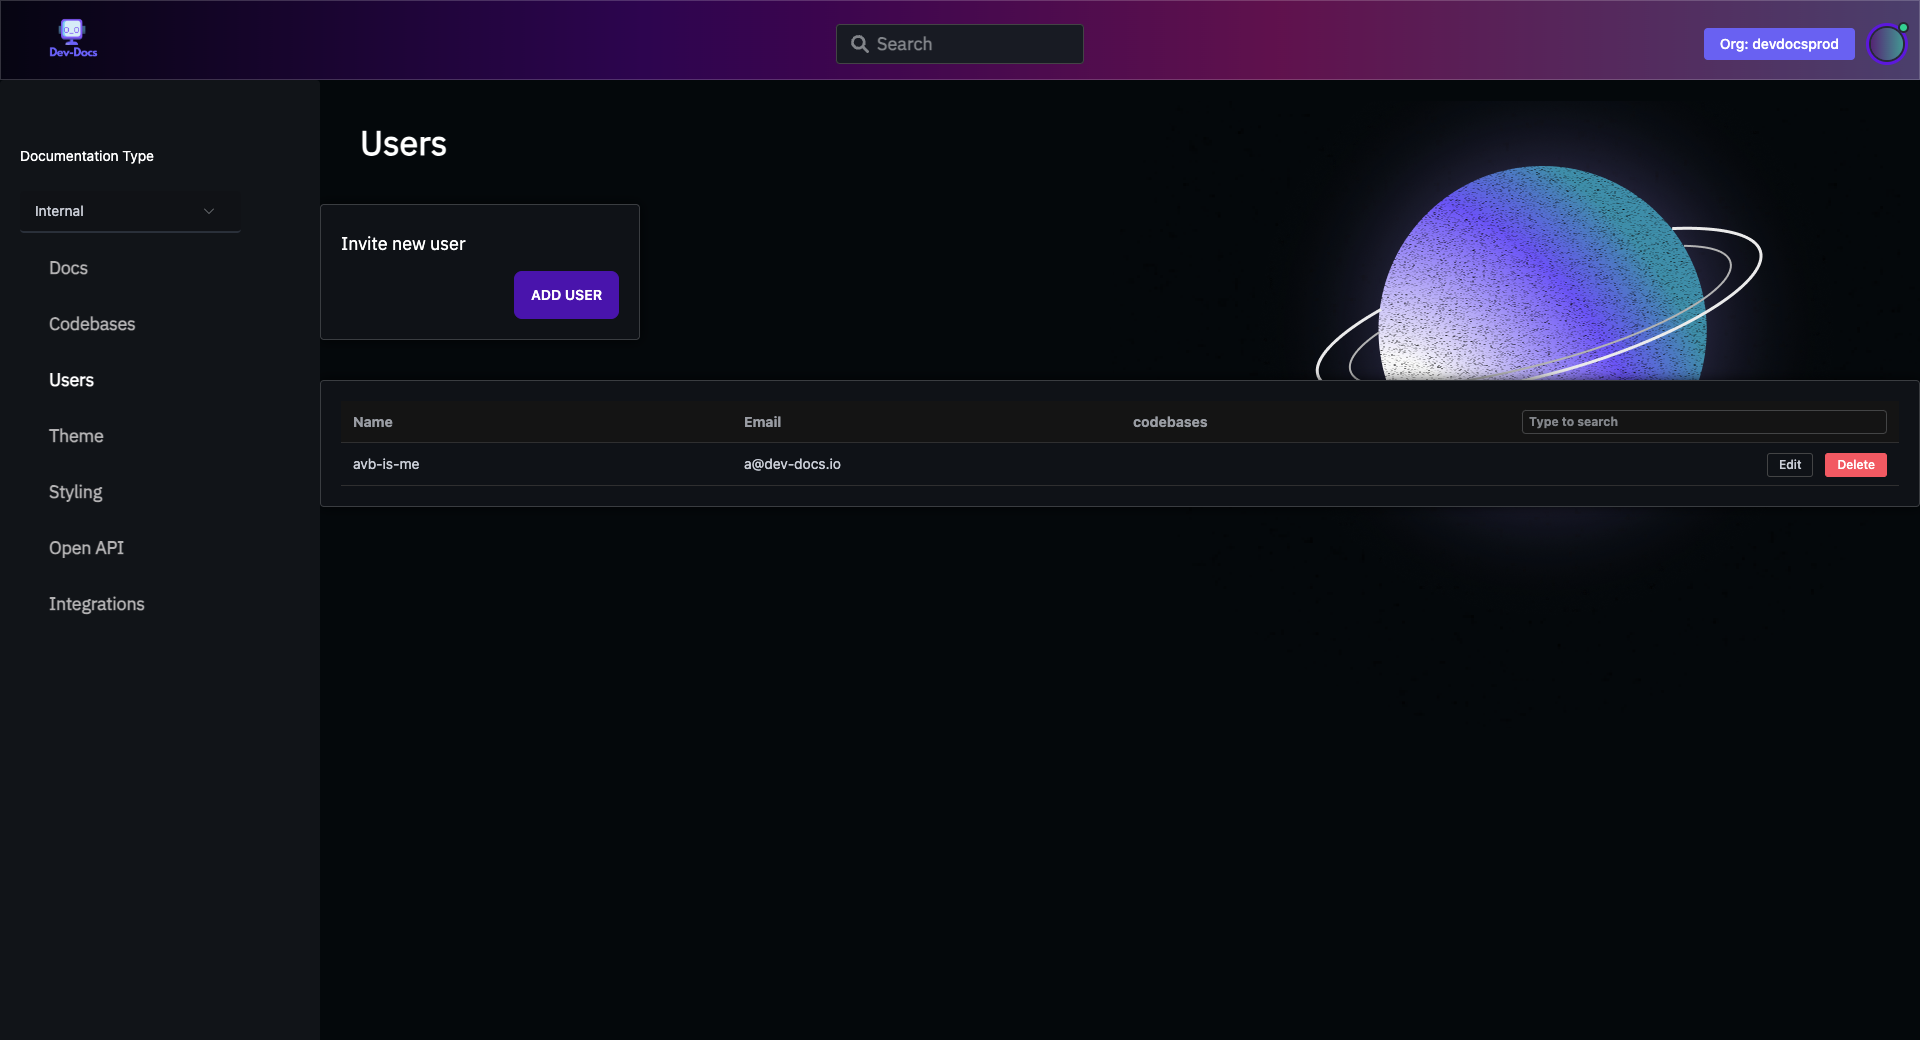 Dev-Docs
Search
Org: devdocsprod
Documentation Type
Internal
Docs
Codebases
Users
Theme
Styling
Open API
Integrations
Users
Invite new user
ADD USER
Name Email codebases Type to search
avb-is-me a@dev-docs.io Edit Delete